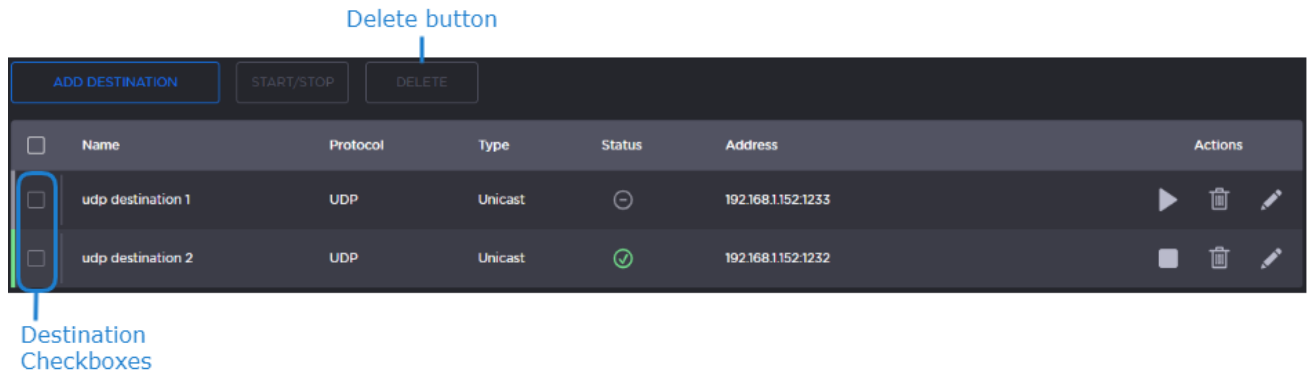 Delete button
ADD DESTINATION START/STOP DELETE
Name Protocol Type Status Address Actions
udp destination 1 UDP Unicast 192.168.1.152:1233
udp destination 2 UDP Unicast 192.168.1.152:1232
Destination
Checkboxes